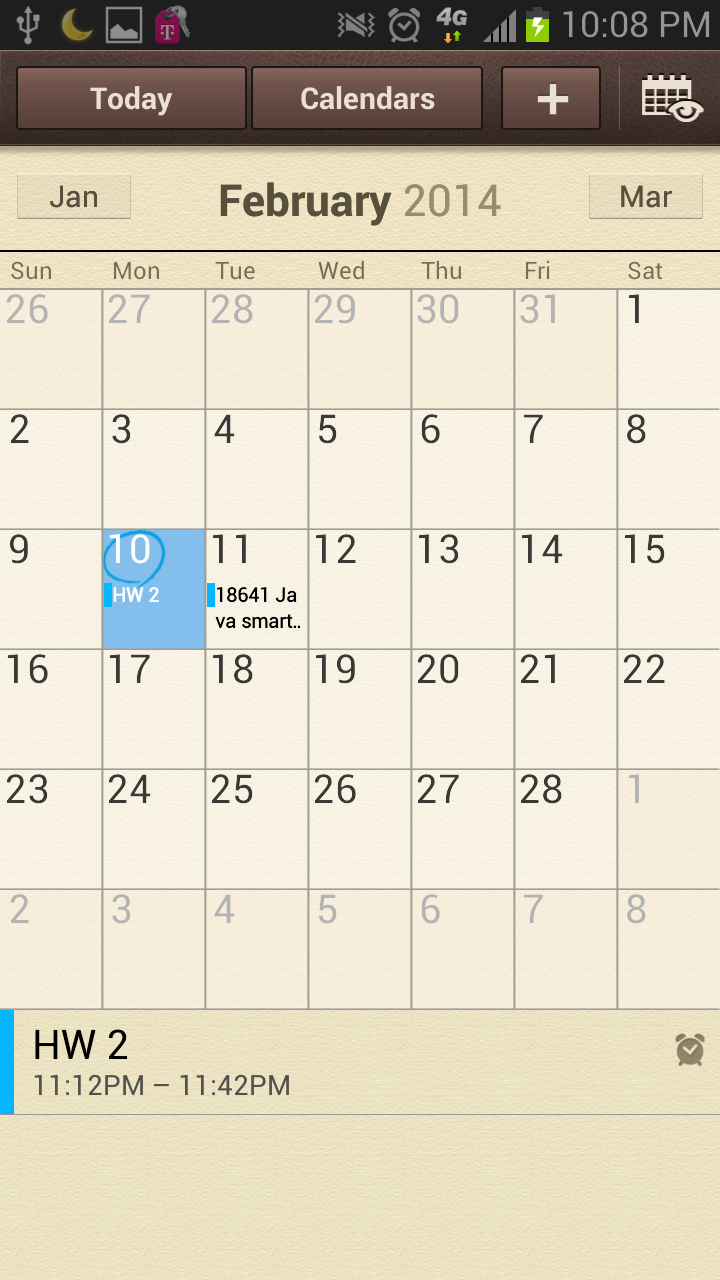 4G 10:08 PM
Today Calendars +
Jan February 2014 Mar
Sun Mon Tue Wed Thu Fri Sat
26 27 28 29 30 31 1
2 3 4 5 6 7 8
9 10 11 12 13 14 15
HW 2 18641 Ja
va smart..
16 17 18 19 20 21 22
23 24 25 26 27 28 1
2 3 4 5 6 7 8
HW 2
11:12PM – 11:42PM